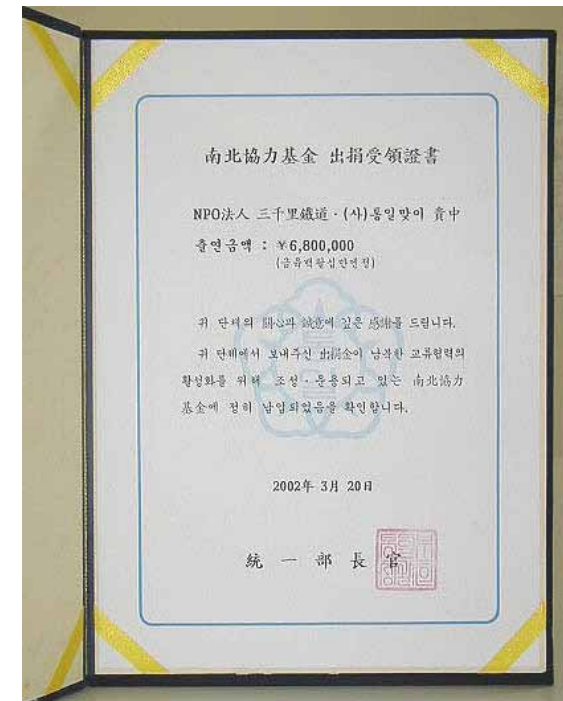 南北協力基金 出捐受領證書
NPO法人 三千里鐵道·(사)통일맞이 貴中
출연금액 : ¥6,800,000
(금육백팔십만엔정)
귀 단체의 關心과 誠意에 깊은 感謝를 드립니다.
귀 단체에서 보내주신 出捐金이 남북한 교류협력의
활성화를 위해 조성·운용되고 있는 南北協力
基金에 정히 납입되었음을 확인합니다.
2002年 3月 20日
統一部長官